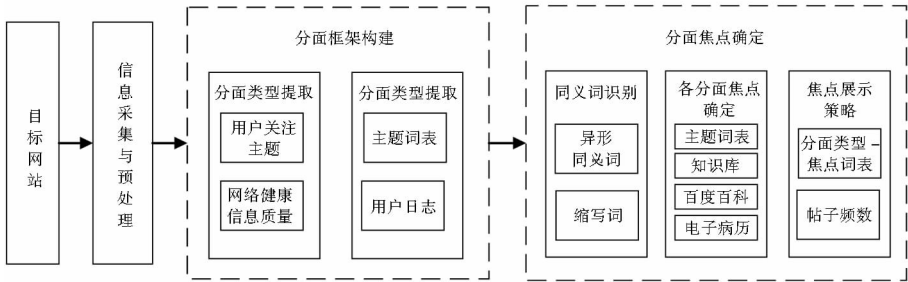 目标网站
信息采集与预处理
分面框架构建
分面类型提取
用户关注
主题
网络健康
信息质量
分面类型提取
主题词表
用户日志
分面焦点确定
同义词识别
异形
同义词
缩写词
各分面焦点
确定
主题词表
知识库
百度百科
电子病历
焦点展示
策略
分面类型－
焦点词表
帖子频数